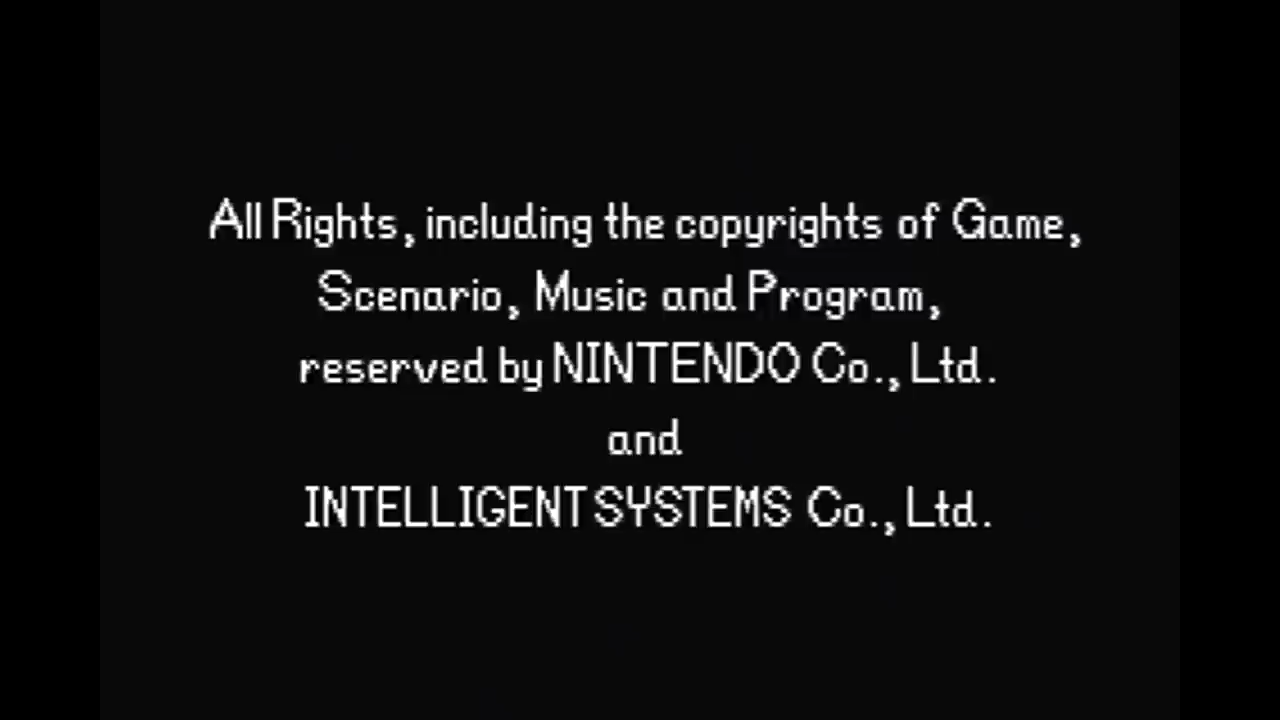 All Rights, including the copyrights of Game,
Scenario, Music and Program,
reserved by NINTENDO Co., Ltd.
and
INTELLIGENT SYSTEMS Co., Ltd.